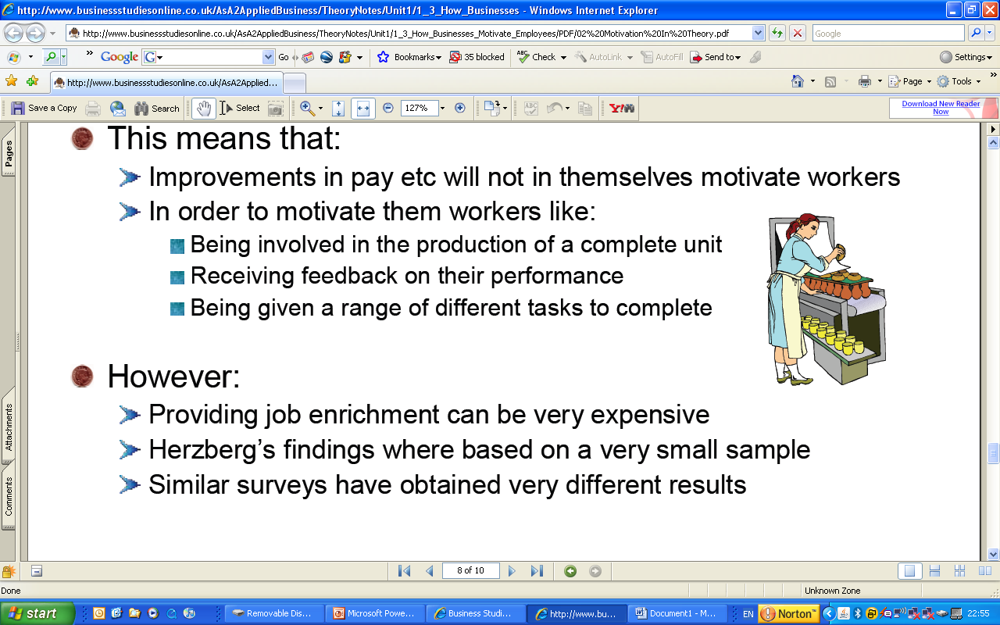 http://www.businessstudiesonline.co.uk/AsA2AppliedBusiness/TheoryNotes/Unit1/1_3_How_Businesses - Windows Internet Explorer
http://www.businessstudiesonline.co.uk/AsA2AppliedBusiness/TheoryNotes/Unit1/1_3_How_Businesses_Motivate_Employees/PDF/02%20Motivation%20In%20Theory.pdf
Google
Google G Go Bookmarks 35 blocked ABC Check AutoLink AutoFill Send to Settings
http://www.businessstudiesonline.co.uk/AsA2Applied... Page Tools
Save a Copy Search Select 127% ABC Y! Download New Reader
Now
Pages
This means that:
Improvements in pay etc will not in themselves motivate workers
In order to motivate them workers like:
Being involved in the production of a complete unit
Receiving feedback on their performance
Being given a range of different tasks to complete
However:
Providing job enrichment can be very expensive
Herzberg's findings where based on a very small sample
Similar surveys have obtained very different results
Attachments
Comments
8 of 10
Done Unknown Zone
start Removable Dis... Microsoft Powe... Business Studi... http://www.bu... Document1 - M... EN Norton™ 22:55